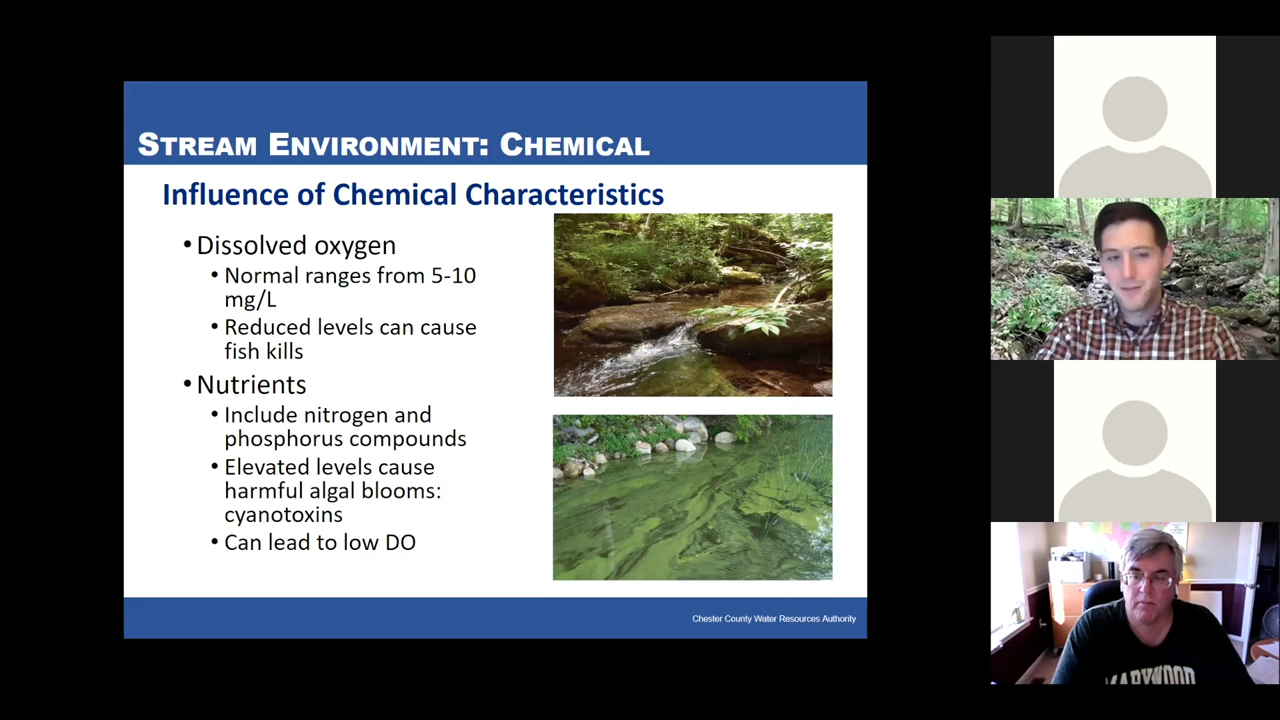 STREAM ENVIRONMENT: CHEMICAL
Influence of Chemical Characteristics
• Dissolved oxygen
• Normal ranges from 5-10
mg/L
• Reduced levels can cause
fish kills
• Nutrients
• Include nitrogen and
phosphorus compounds
• Elevated levels cause
harmful algal blooms:
cyanotoxins
• Can lead to low DO
Chester County Water Resources Authority
MARYWOOD